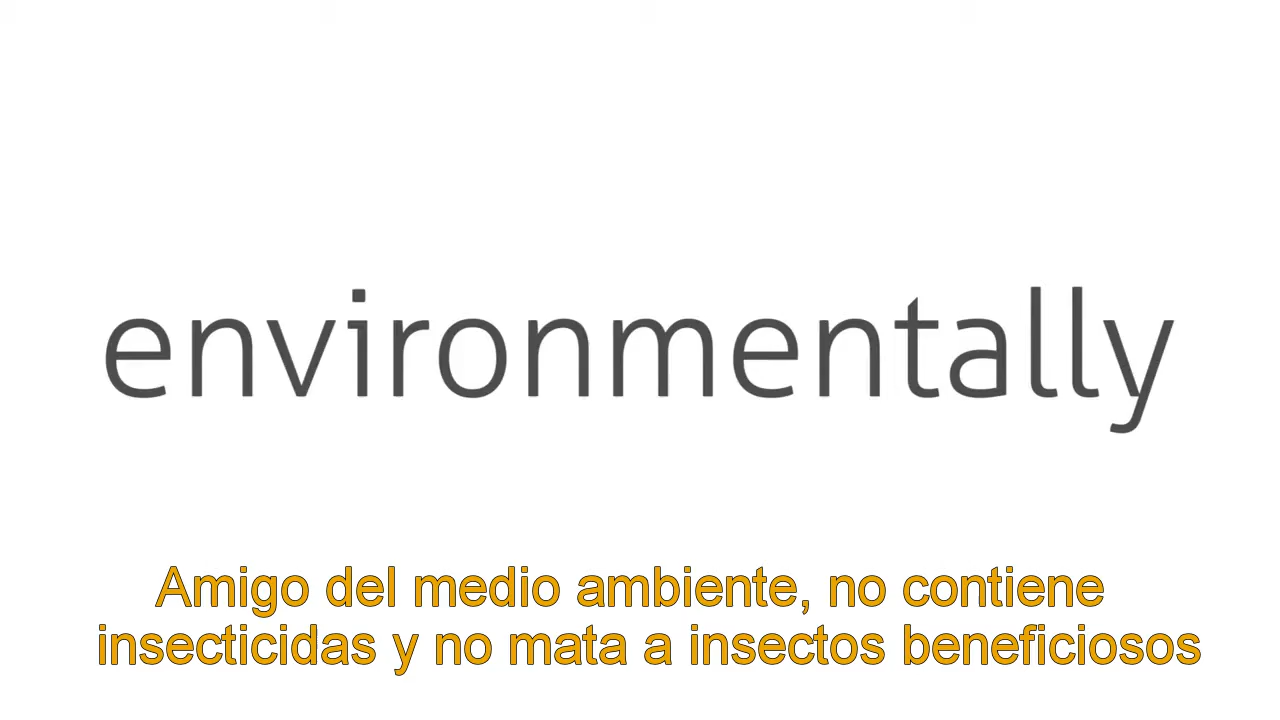 environmentally
Amigo del medio ambiente, no contiene
insecticidas y no mata a insectos beneficiosos